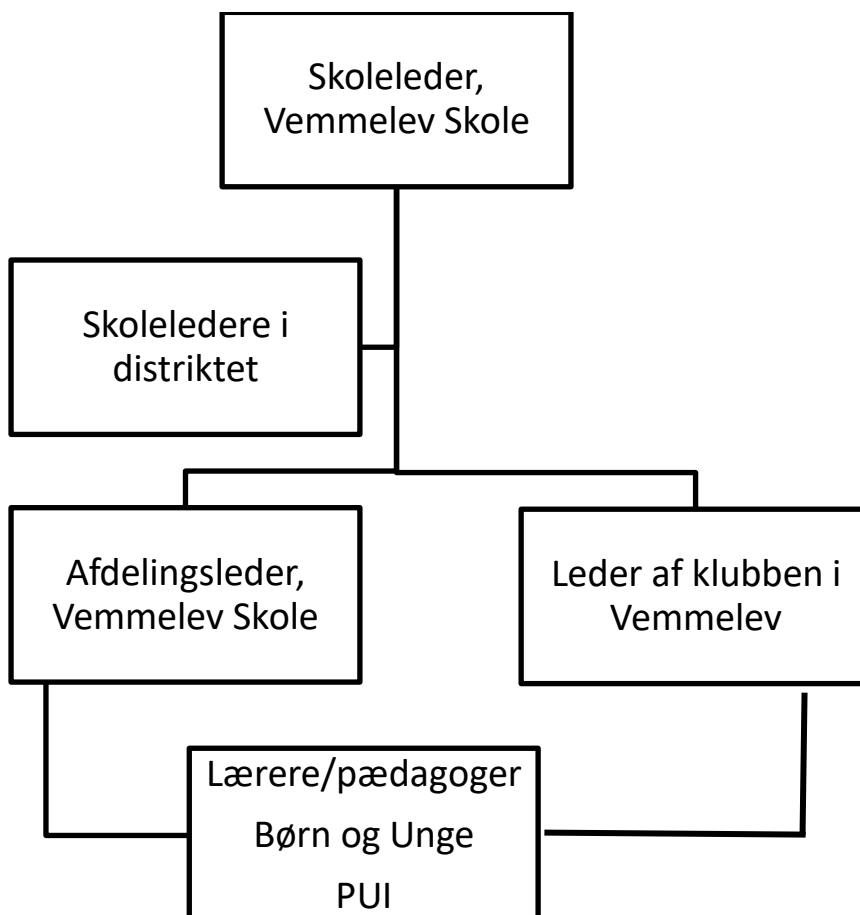 Skoleleder,
Vemmelev Skole
Skoleledere i
distriktet
Afdelingsleder,
Vemmelev Skole
Leder af klubben i
Vemmelev
Lærere/pædagoger
Børn og Unge
PUI